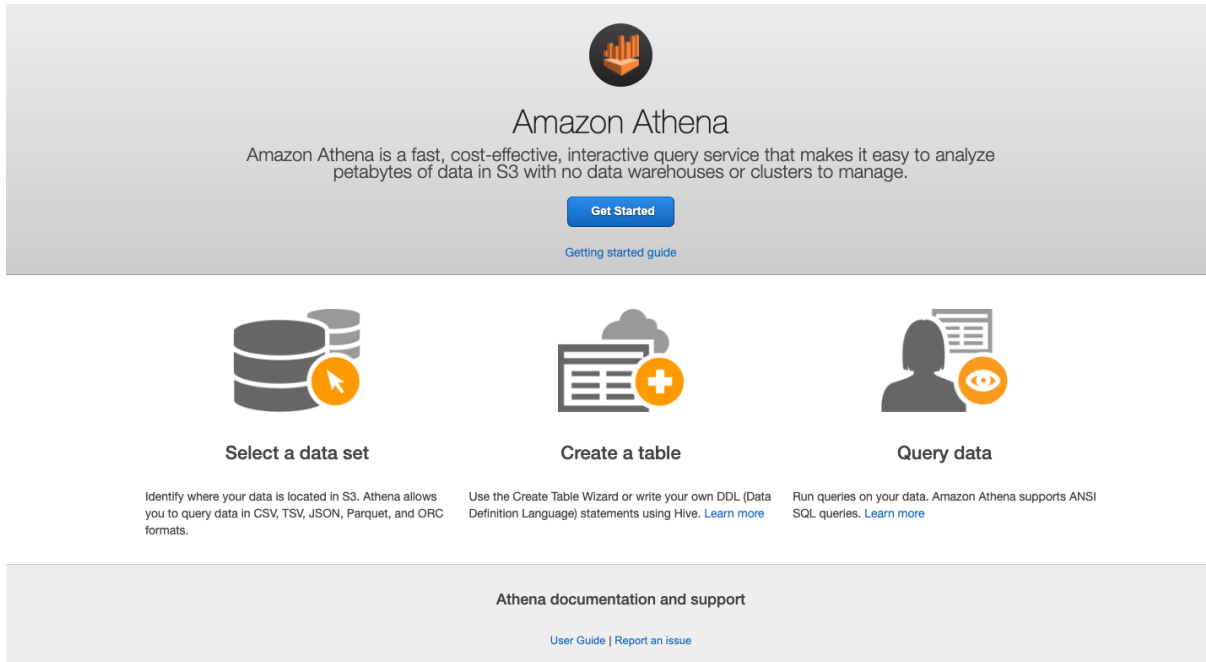 Amazon Athena
Amazon Athena is a fast, cost-effective, interactive query service that makes it easy to analyze
petabytes of data in S3 with no data warehouses or clusters to manage.
Get Started
Getting started guide
Select a data set
Identify where your data is located in S3. Athena allows
you to query data in CSV, TSV, JSON, Parquet, and ORC
formats.
Create a table
Use the Create Table Wizard or write your own DDL (Data
Definition Language) statements using Hive. Learn more
Query data
Run queries on your data. Amazon Athena supports ANSI
SQL queries. Learn more
Athena documentation and support
User Guide | Report an issue